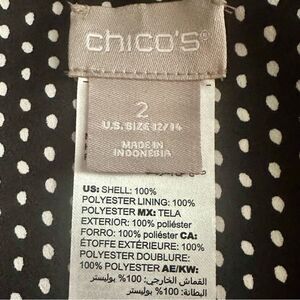 chico's®
2
U.S. SIZE 12/14
MADE IN
INDONESIA
US: SHELL: 100%
POLYESTER LINING: 100%
POLYESTER MX: TELA
EXTERIOR: 100% poliéster
FORRO: 100% poliéster CA:
ÉTOFFE EXTÉRIEURE: 100%
POLYESTER DOUBLURE:
100% POLYESTER AE/KW:
القماش الخارجي: 100% بوليستر
البطانة: 100% بوليستر